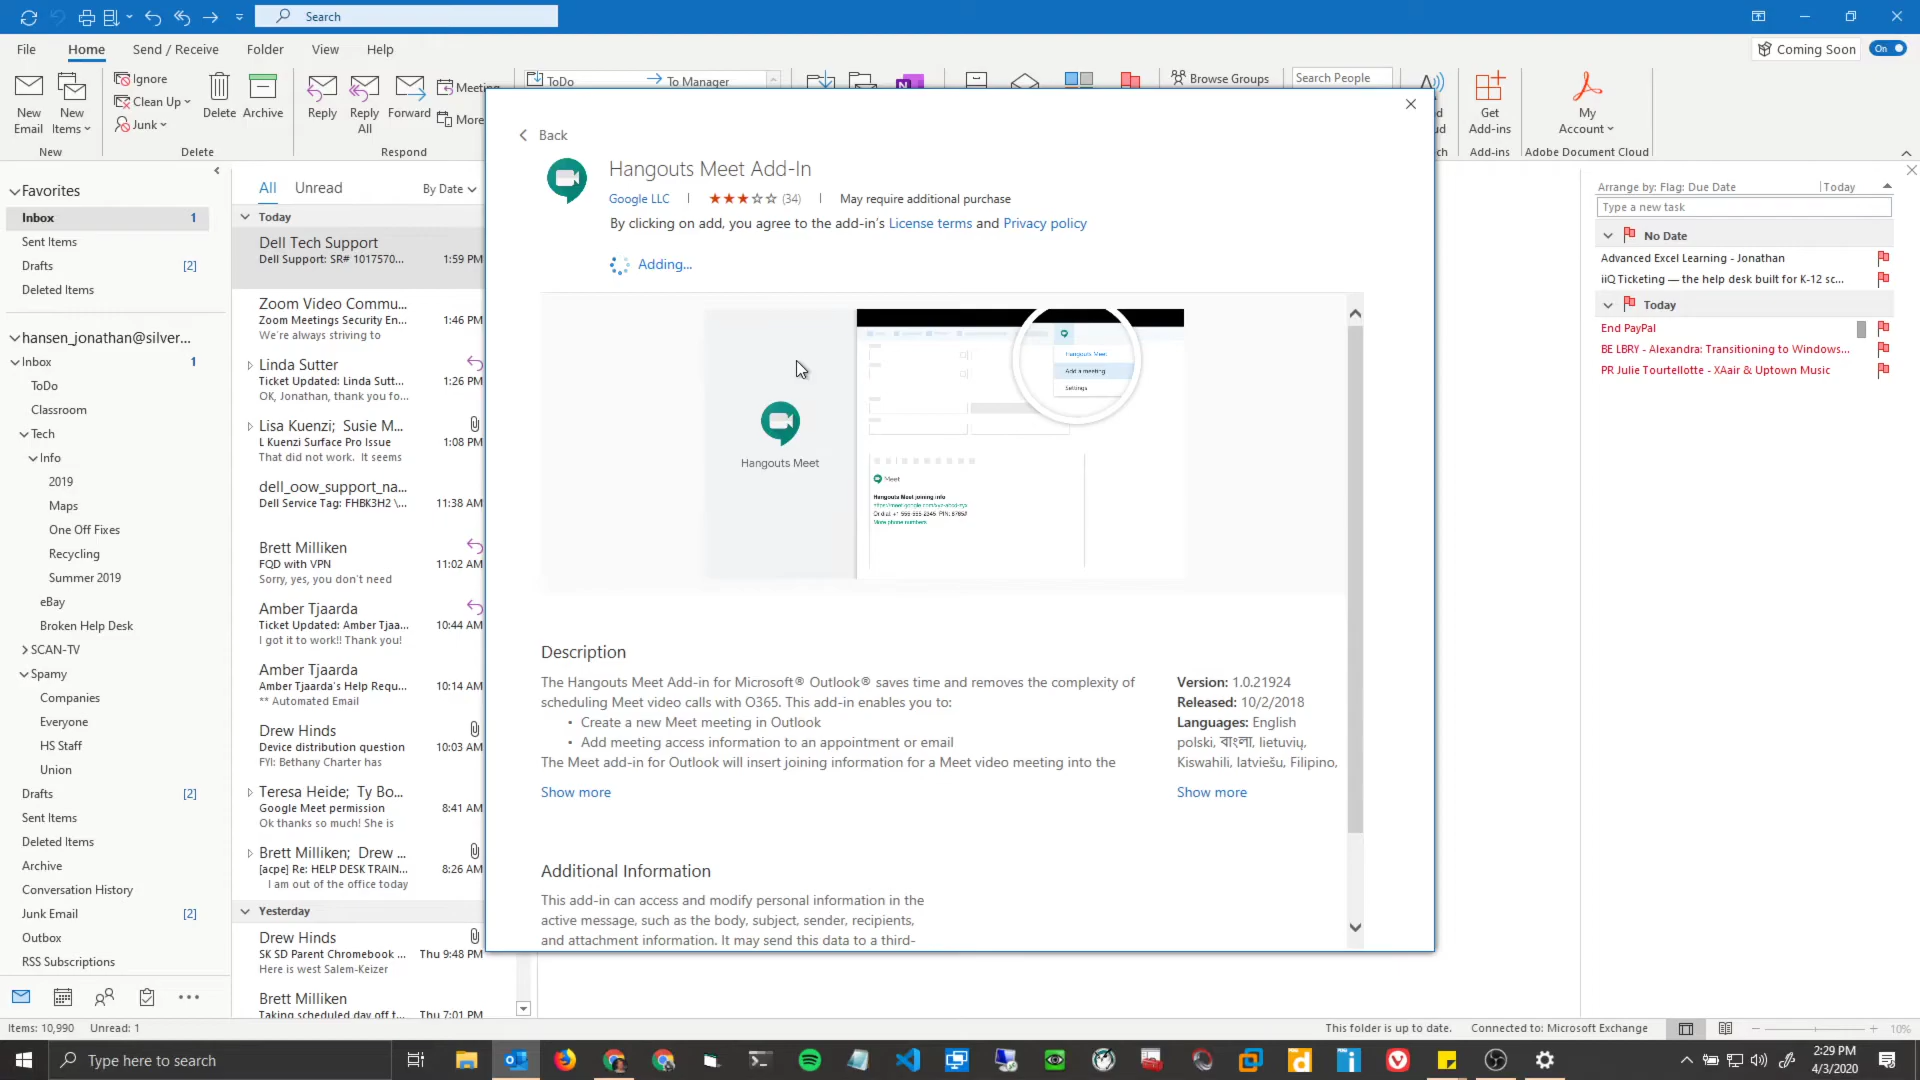 Search
File
Home
Send / Receive
Folder
View
Help
Coming Soon
On
New
Email
New
Items
New
Ignore
Clean Up
Junk
Delete
Archive
Delete
Reply
Reply
All
Forward
Meeting
More
Respond
ToDo
To Manager
Browse Groups
Search People
Get
Add-ins
Add-ins
My
Account
Adobe Document Cloud
Favorites
Inbox 1
Sent Items
Drafts [2]
Deleted Items
hansen_jonathan@silver...
Inbox 1
ToDo
Classroom
Tech
Info
2019
Maps
One Off Fixes
Recycling
Summer 2019
eBay
Broken Help Desk
SCAN-TV
Spamy
Companies
Everyone
HS Staff
Union
Drafts [2]
Sent Items
Deleted Items
Archive
Conversation History
Junk Email [2]
Outbox
RSS Subscriptions
All Unread By Date
Today
Dell Tech Support
Dell Support: SR# 1017570... 1:59 PM
Zoom Video Commu...
Zoom Meetings Security En... 1:46 PM
We're always striving to
Linda Sutter
Ticket Updated: Linda Sutt... 1:26 PM
OK, Jonathan, thank you fo...
Lisa Kuenzi; Susie M...
L Kuenzi Surface Pro Issue 1:08 PM
That did not work. It seems
dell_oow_support_na...
Dell Service Tag: FHBK3H2 \... 11:38 AM
Brett Milliken
FQD with VPN 11:02 AM
Sorry, yes, you don't need
Amber Tjaarda
Ticket Updated: Amber Tjaa... 10:44 AM
I got it to work!! Thank you!
Amber Tjaarda
Amber Tjaarda's Help Requ... 10:14 AM
** Automated Email
Drew Hinds
Device distribution question 10:03 AM
FYI: Bethany Charter has
Teresa Heide; Ty Bo...
Google Meet permission 8:41 AM
Ok thanks so much! She is
Brett Milliken; Drew ...
[acpe] Re: HELP DESK TRAIN... 8:26 AM
I am out of the office today
Yesterday
Drew Hinds
SK SD Parent Chromebook ... Thu 9:48 PM
Here is west Salem-Keizer
Brett Milliken
Taking scheduled day off t... Thu 7:01 PM
Back
Hangouts Meet Add-In
Google LLC | (34) | May require additional purchase
By clicking on add, you agree to the add-in's License terms and Privacy policy
Adding...
Hangouts Meet
Hangouts Meet
Add a meeting
Settings
Meet
Hangouts Meet joining info
More phone numbers
Description
The Hangouts Meet Add-in for Microsoft® Outlook® saves time and removes the complexity of
scheduling Meet video calls with O365. This add-in enables you to:
• Create a new Meet meeting in Outlook
• Add meeting access information to an appointment or email
The Meet add-in for Outlook will insert joining information for a Meet video meeting into the
Show more
Version: 1.0.21924
Released: 10/2/2018
Languages: English
polski, বাংলা, lietuvių,
Kiswahili, latviešu, Filipino,
Show more
Additional Information
This add-in can access and modify personal information in the
active message, such as the body, subject, sender, recipients,
and attachment information. It may send this data to a third-
Arrange by: Flag: Due Date Today
Type a new task
No Date
Advanced Excel Learning - Jonathan
iiQ Ticketing — the help desk built for K-12 sc...
Today
End PayPal
BE LBRY - Alexandra: Transitioning to Windows...
PR Julie Tourtellotte - XAair & Uptown Music
Items: 10,990 Unread: 1
This folder is up to date. Connected to: Microsoft Exchange 10%
Type here to search
2:29 PM
4/3/2020